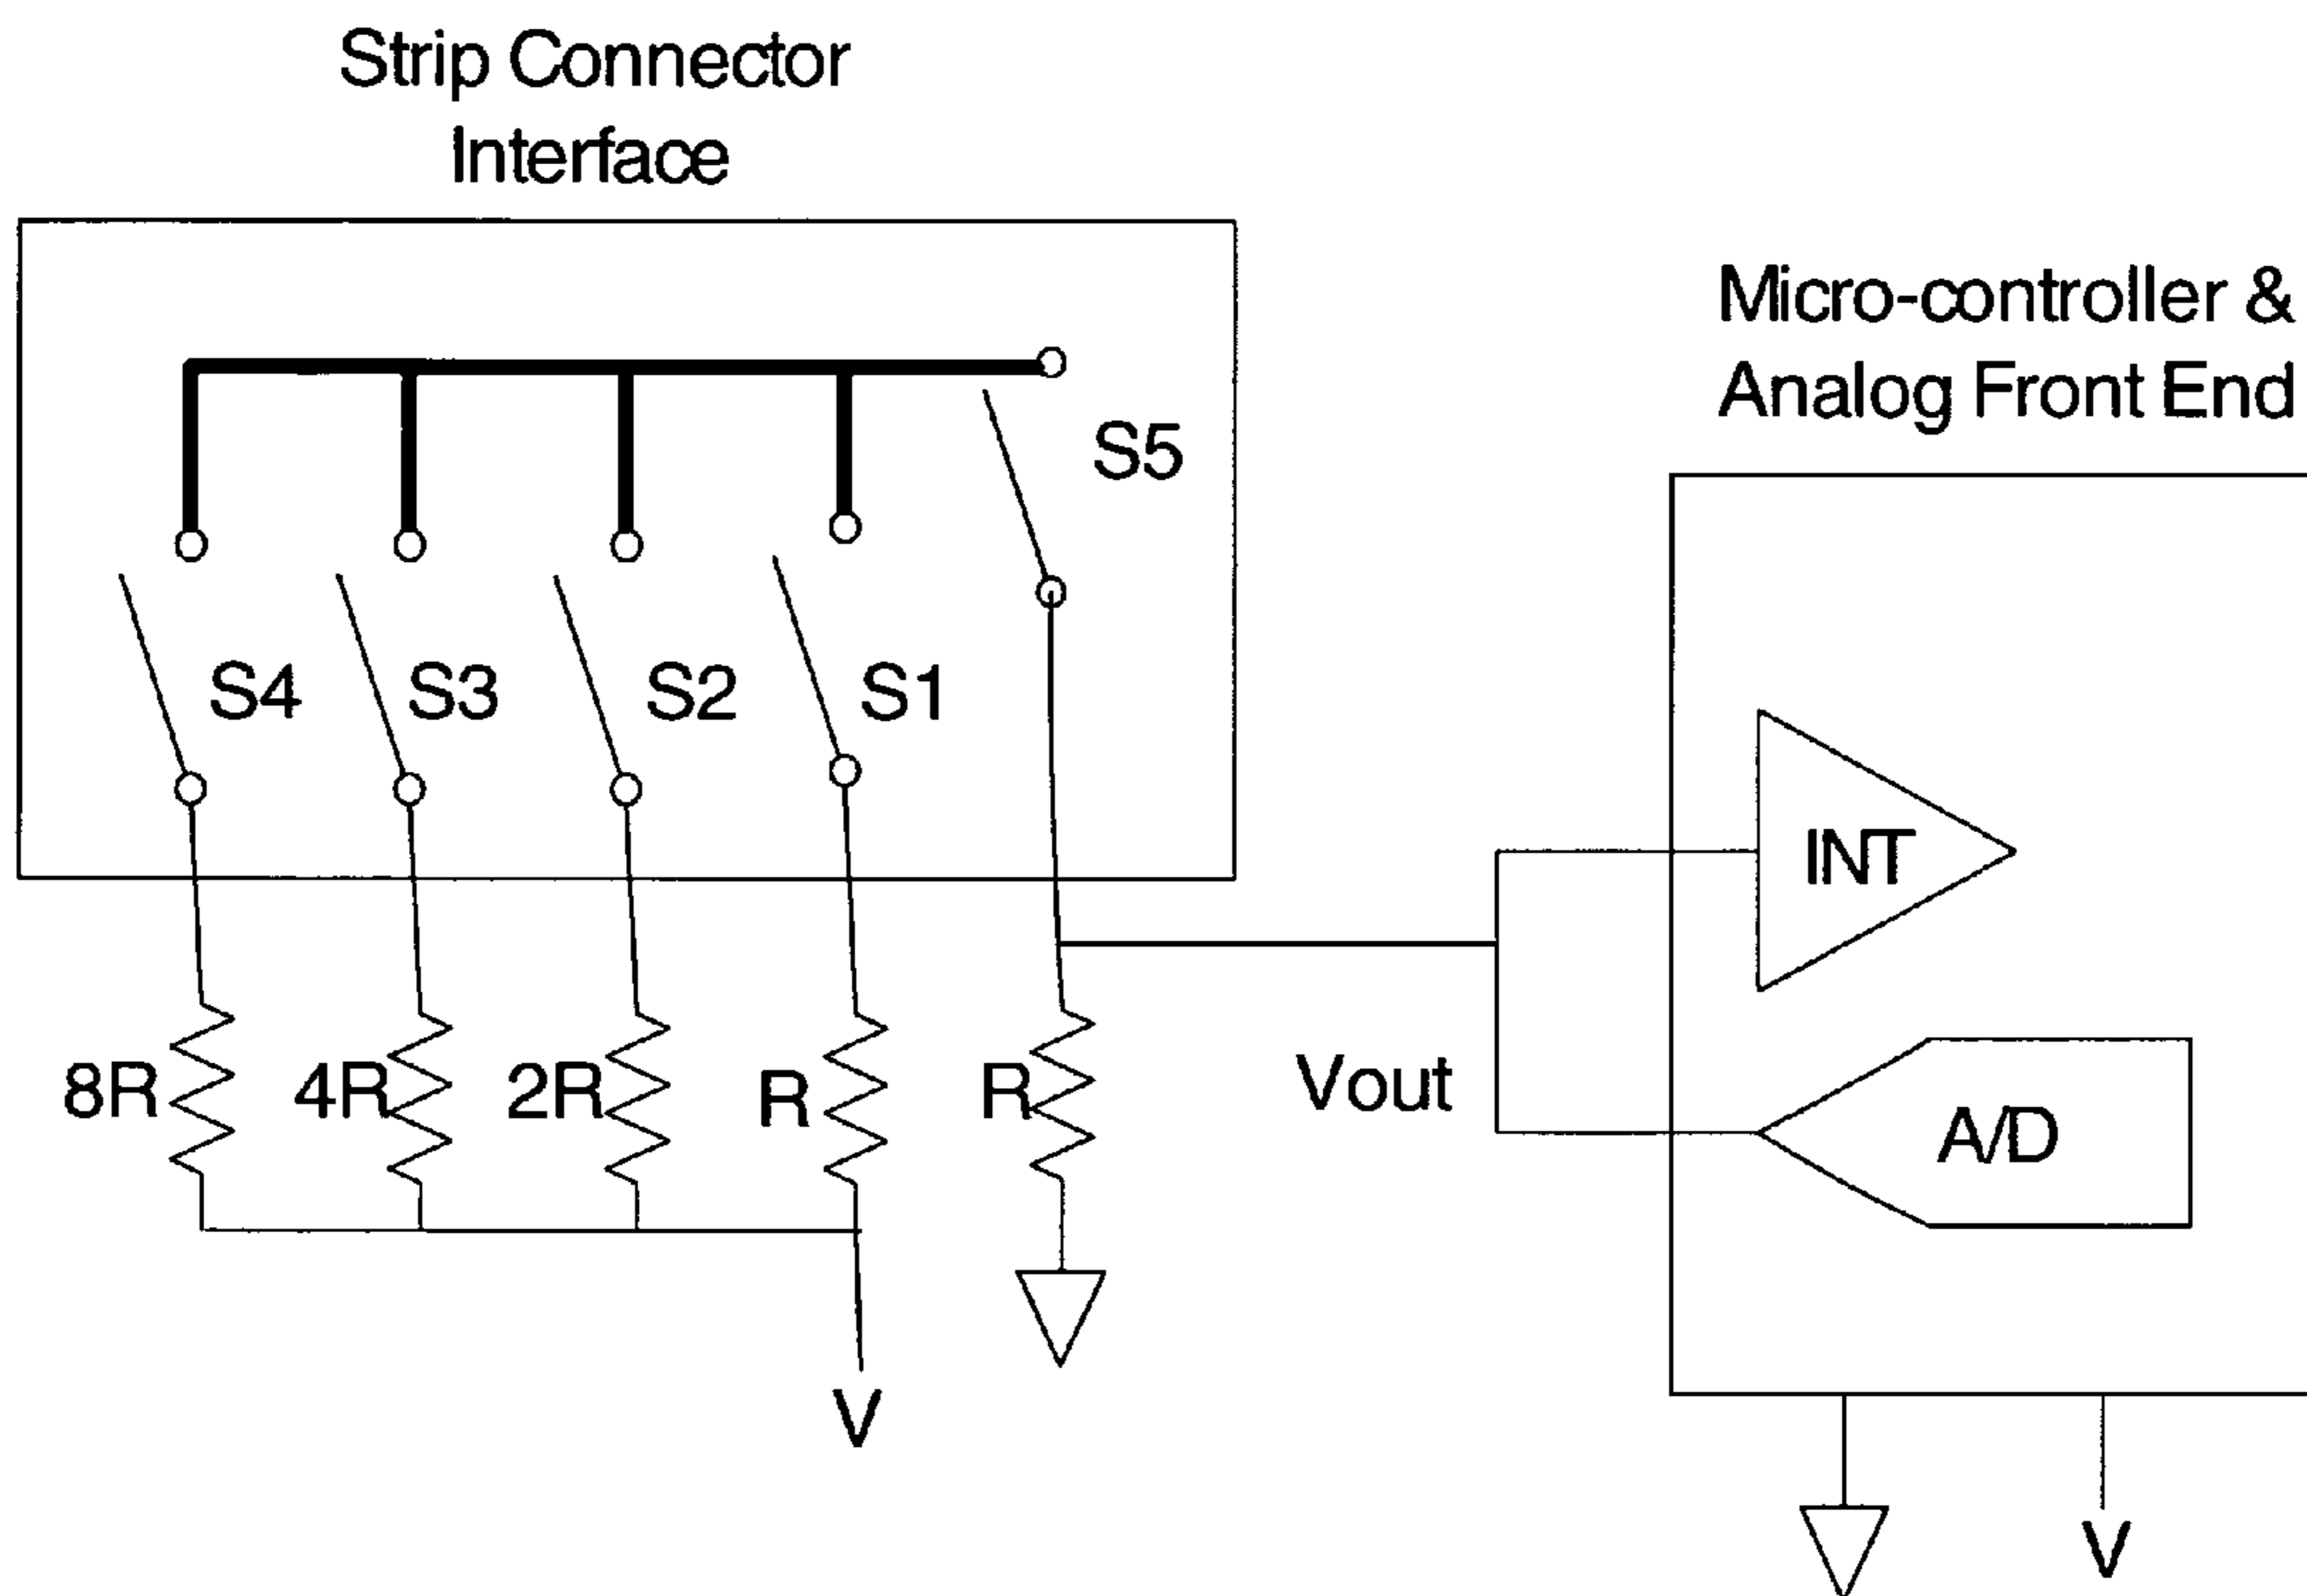 Strip Connector
Interface
Micro-controller &
Analog Front End
S5
S4
S3
S2
S1
INT
8R
4R
2R
R
R
Vout
A/D
V
V